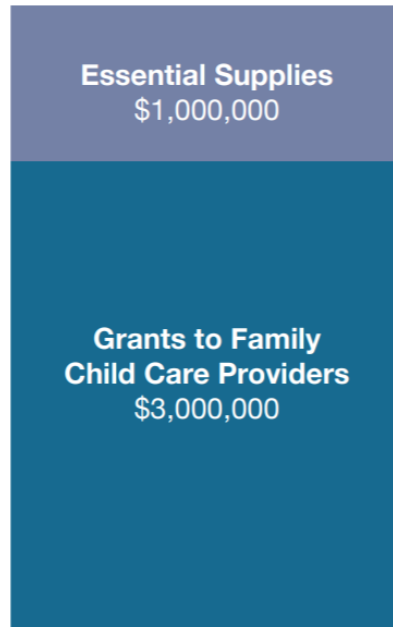 Essential Supplies
$1,000,000
Grants to Family
Child Care Providers
$3,000,000